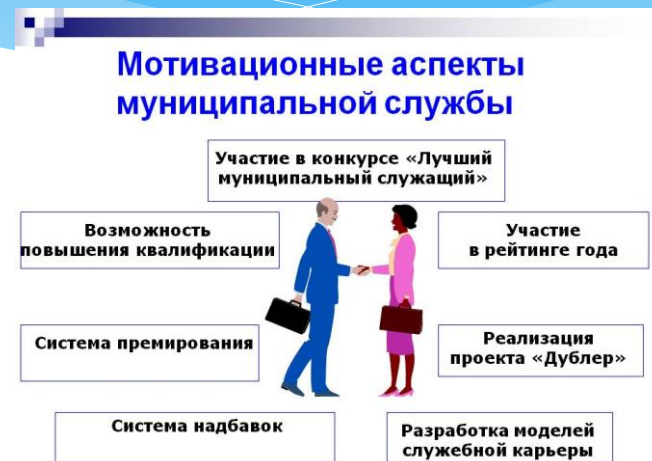 Мотивационные аспекты
муниципальной службы
Участие в конкурсе «Лучший
муниципальный служащий»
Возможность
повышения квалификации
Участие
в рейтинге года
Система премирования
Реализация
проекта «Дублер»
Система надбавок
Разработка моделей
служебной карьеры